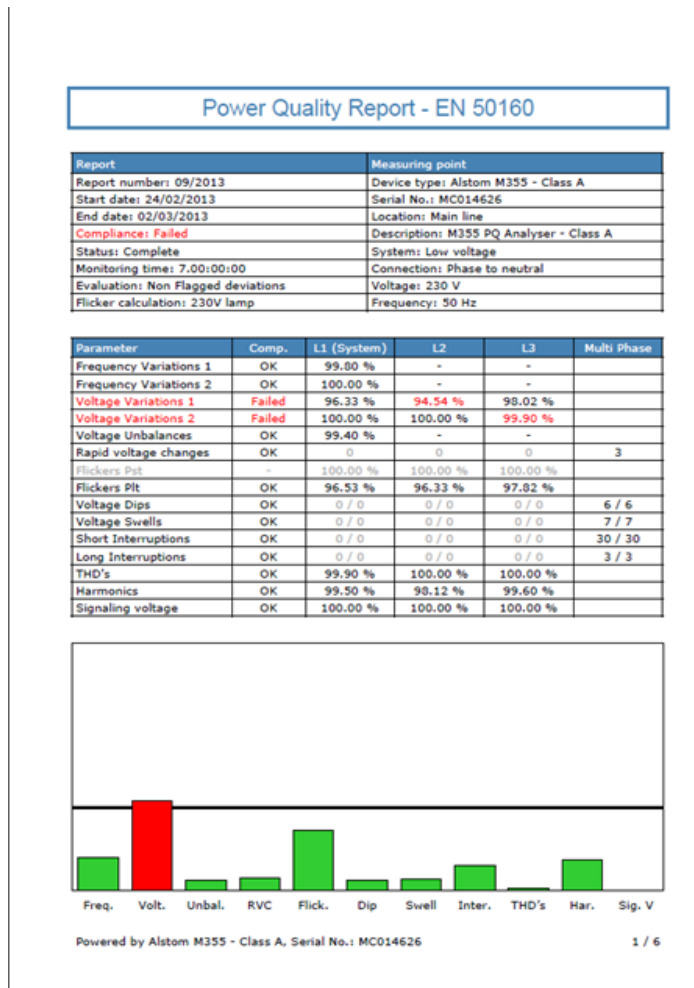 Power Quality Report - EN 50160
Report Measuring point
Report number: 09/2013 Device type: Alstom M355 - Class A
Start date: 24/02/2013 Serial No.: MC014626
End date: 02/03/2013 Location: Main line
Compliance: Failed Description: M355 PQ Analyser - Class A
Status: Complete System: Low voltage
Monitoring time: 7.00:00:00 Connection: Phase to neutral
Evaluation: Non Flagged deviations Voltage: 230 V
Flicker calculation: 230V lamp Frequency: 50 Hz
Parameter Comp. L1 (System) L2 L3 Multi Phase
Frequency Variations 1 OK 99.80 % - -
Frequency Variations 2 OK 100.00 % - -
Voltage Variations 1 Failed 96.33 % 94.54 % 98.02 %
Voltage Variations 2 Failed 100.00 % 100.00 % 99.90 %
Voltage Unbalances OK 99.40 % - -
Rapid voltage changes OK 0 0 0 3
Flickers Pst - 100.00 % 100.00 % 100.00 %
Flickers Plt OK 96.53 % 96.33 % 97.82 %
Voltage Dips OK 0 / 0 0 / 0 0 / 0 6 / 6
Voltage Swells OK 0 / 0 0 / 0 0 / 0 7 / 7
Short Interruptions OK 0 / 0 0 / 0 0 / 0 30 / 30
Long Interruptions OK 0 / 0 0 / 0 0 / 0 3 / 3
THD's OK 99.90 % 100.00 % 100.00 %
Harmonics OK 99.50 % 98.12 % 99.60 %
Signaling voltage OK 100.00 % 100.00 % 100.00 %
Freq. Volt. Unbal. RVC Flick. Dip Swell Inter. THD's Har. Sig. V
Powered by Alstom M355 - Class A, Serial No.: MC014626 1 / 6